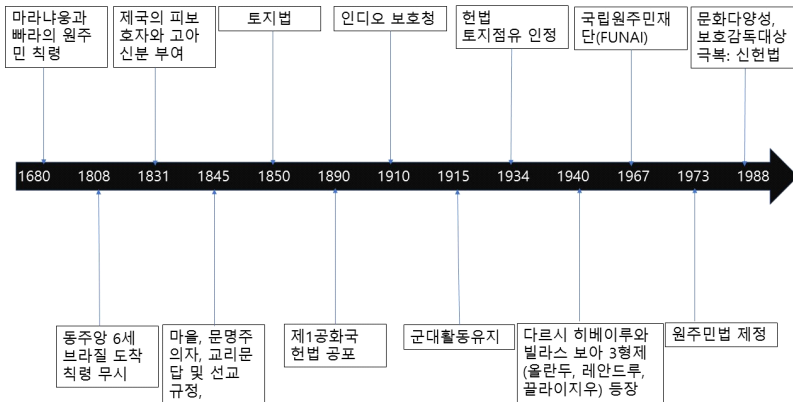 마라냐웅과
빠라의 원주
민 칙령
제국의 피보
호자와 고아
신분 부여
토지법
인디오 보호청
헌법
토지점유 인정
국립원주민재
단(FUNAI)
문화다양성,
보호감독대상
극복: 신헌법
1680
1808
1831
1845
1850
1890
1910
1915
1934
1940
1967
1973
1988
동주앙 6세
브라질 도착
칙령 무시
마을, 문명주
의자, 교리문
답 및 선교
규정,
제1공화국
헌법 공포
군대활동유지
다르시 히베이루와
빌라스 보아 3형제
(올란두, 레안드루,
끌라이지우) 등장
원주민법 제정